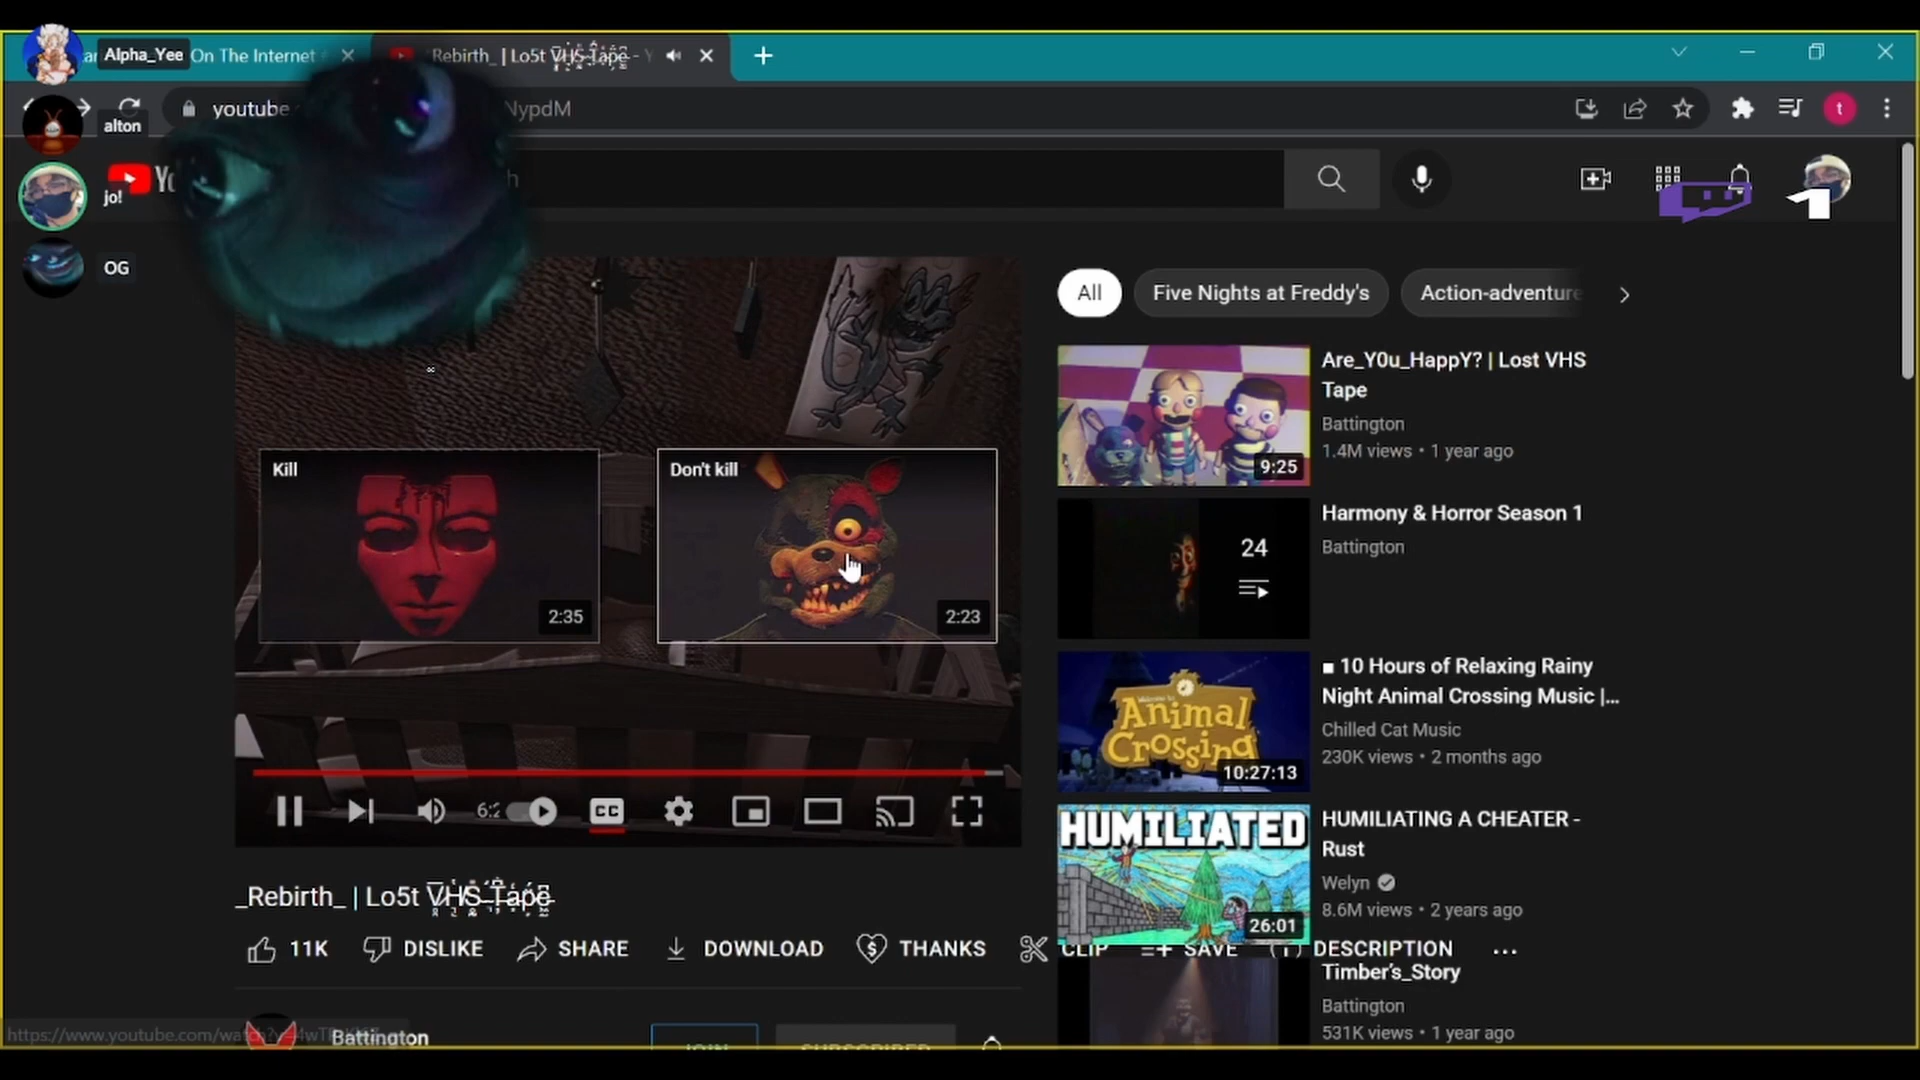 Alpha_Yee
On The Internet
_Rebirth_ | Lo5t VHS Tape - Y
alton
youtube.
NypdM
jo!
OG
All
Five Nights at Freddy's
Action-adventure
Kill
2:35
Don't kill
2:23
Are_Y0u_HappY? | Lost VHS
Tape
Battington
1.4M views • 1 year ago
9:25
Harmony & Horror Season 1
Battington
24
■ 10 Hours of Relaxing Rainy
Night Animal Crossing Music |...
Chilled Cat Music
230K views • 2 months ago
Animal
Crossing
10:27:13
HUMILIATING A CHEATER -
Rust
Welyn
8.6M views • 2 years ago
HUMILIATED
26:01
CC
_Rebirth_ | Lo5t VHS Tape
11K
DISLIKE
SHARE
DOWNLOAD
THANKS
CLIP
SAVE
DESCRIPTION
...
Timber's_Story
Battington
531K views • 1 year ago
Battington
JOIN
SUBSCRIBED
t
1